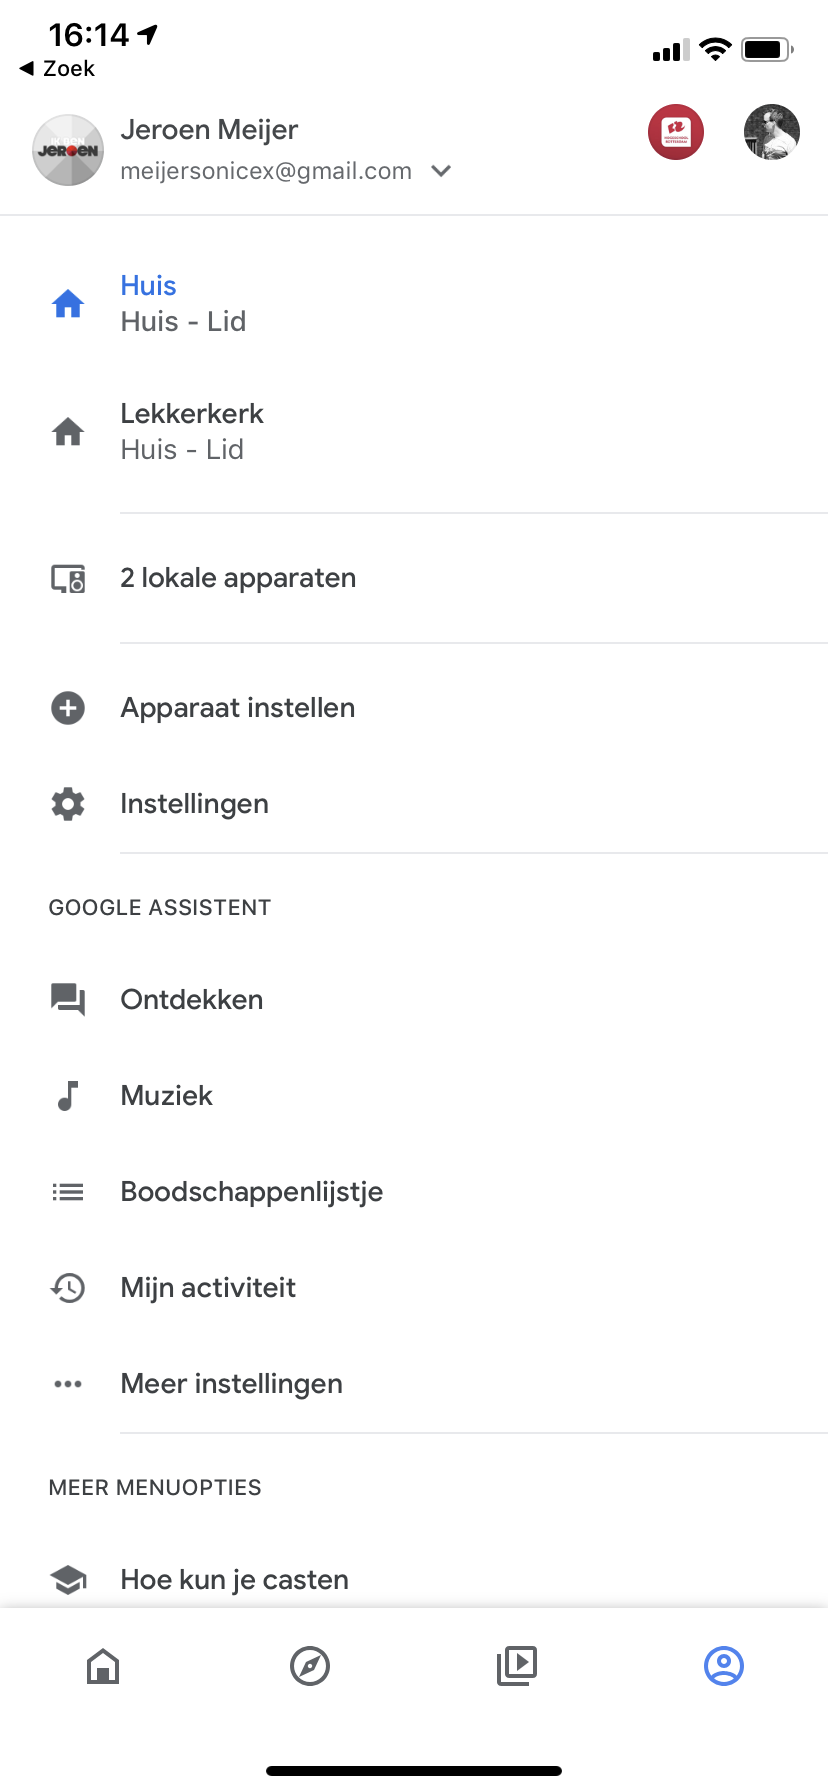 16:14
Zoek
JEROEN
Jeroen Meijer
meijersonicex@gmail.com
Huis
Huis - Lid
Lekkerkerk
Huis - Lid
2 lokale apparaten
Apparaat instellen
Instellingen
GOOGLE ASSISTENT
Ontdekken
Muziek
Boodschappenlijstje
Mijn activiteit
Meer instellingen
MEER MENUOPTIES
Hoe kun je casten